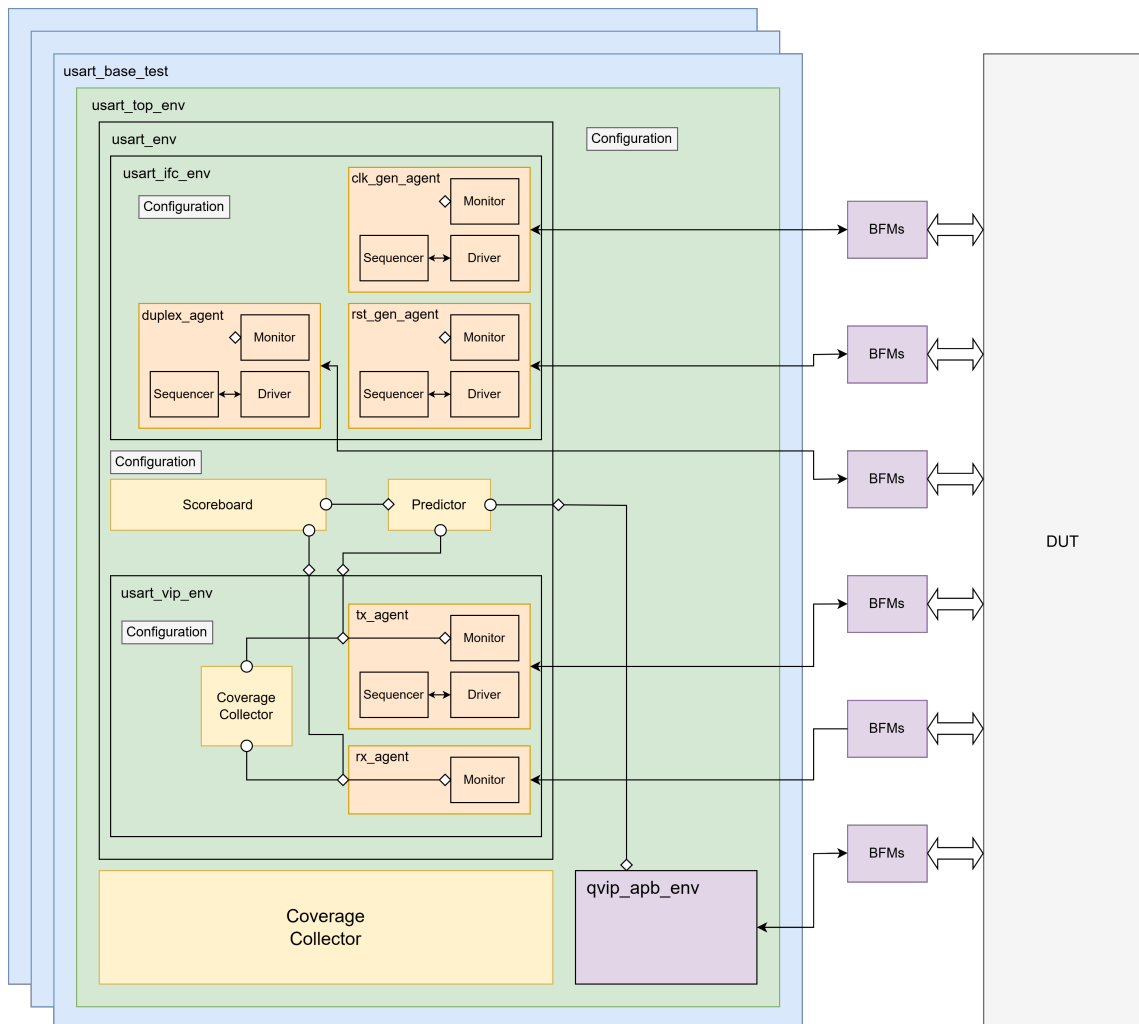 usart_base_test
usart_top_env
usart_env
Configuration
usart_ifc_env
Configuration
clk_gen_agent
Monitor
Sequencer
Driver
BFMs
duplex_agent
Monitor
Sequencer
Driver
rst_gen_agent
Monitor
Sequencer
Driver
BFMs
Configuration
BFMs
Scoreboard
Predictor
DUT
usart_vip_env
Configuration
tx_agent
Monitor
Sequencer
Driver
BFMs
Coverage
Collector
rx_agent
Monitor
BFMs
BFMs
Coverage
Collector
qvip_apb_env